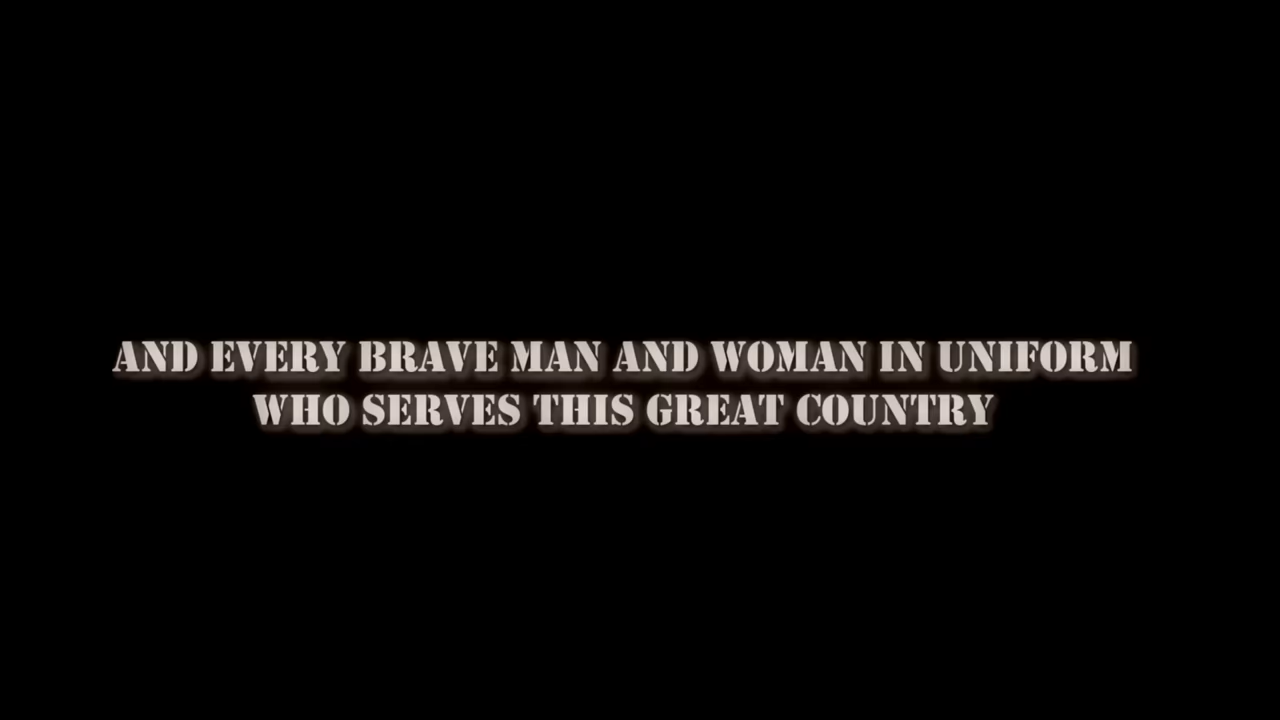 AND EVERY BRAVE MAN AND WOMAN IN UNIFORM
WHO SERVES THIS GREAT COUNTRY